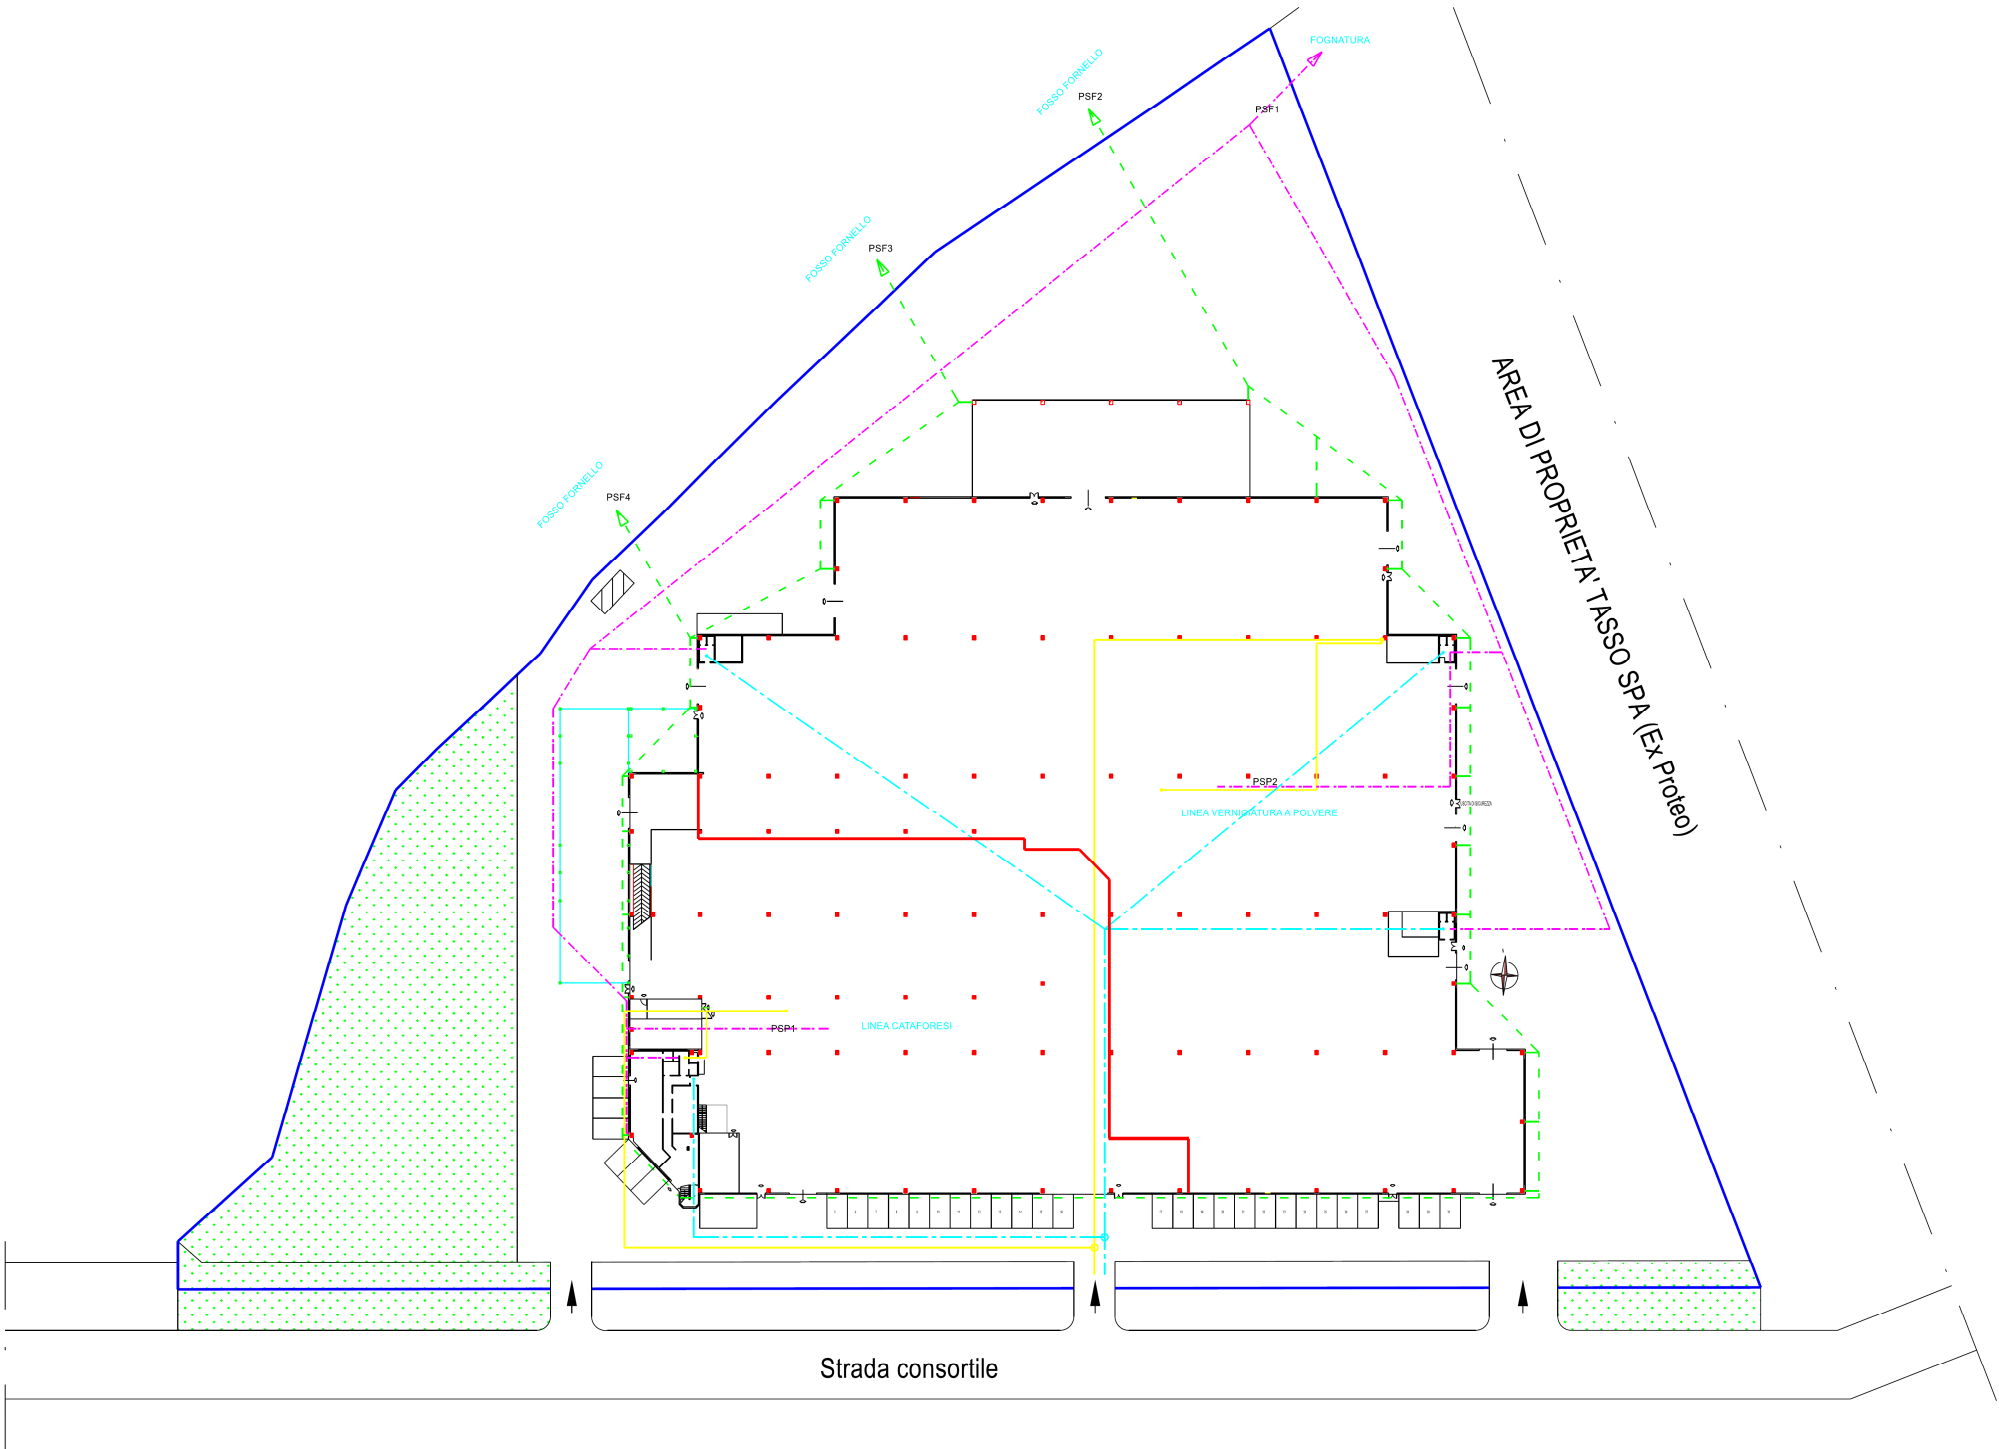 FOGNATURA
FOSSO FORNELLO
PSF2
PSF1
FOSSO FORNELLO
PSF3
AREA DI PROPRIETA' TASSO SPA (Ex Proteo)
FOSSO FORNELLO
PSF4
PSP2
LINEA VERNICIATURA A POLVERE
PSP1
LINEA CATAFORESI
Strada consortile